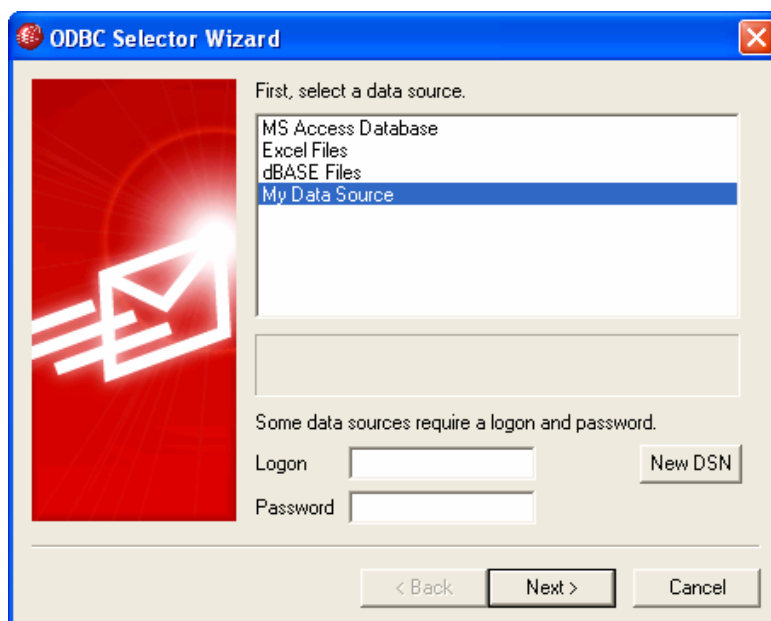 ODBC Selector Wizard
First, select a data source.
MS Access Database
Excel Files
dBASE Files
My Data Source
Some data sources require a logon and password.
Logon
New DSN
Password
< Back
Next >
Cancel